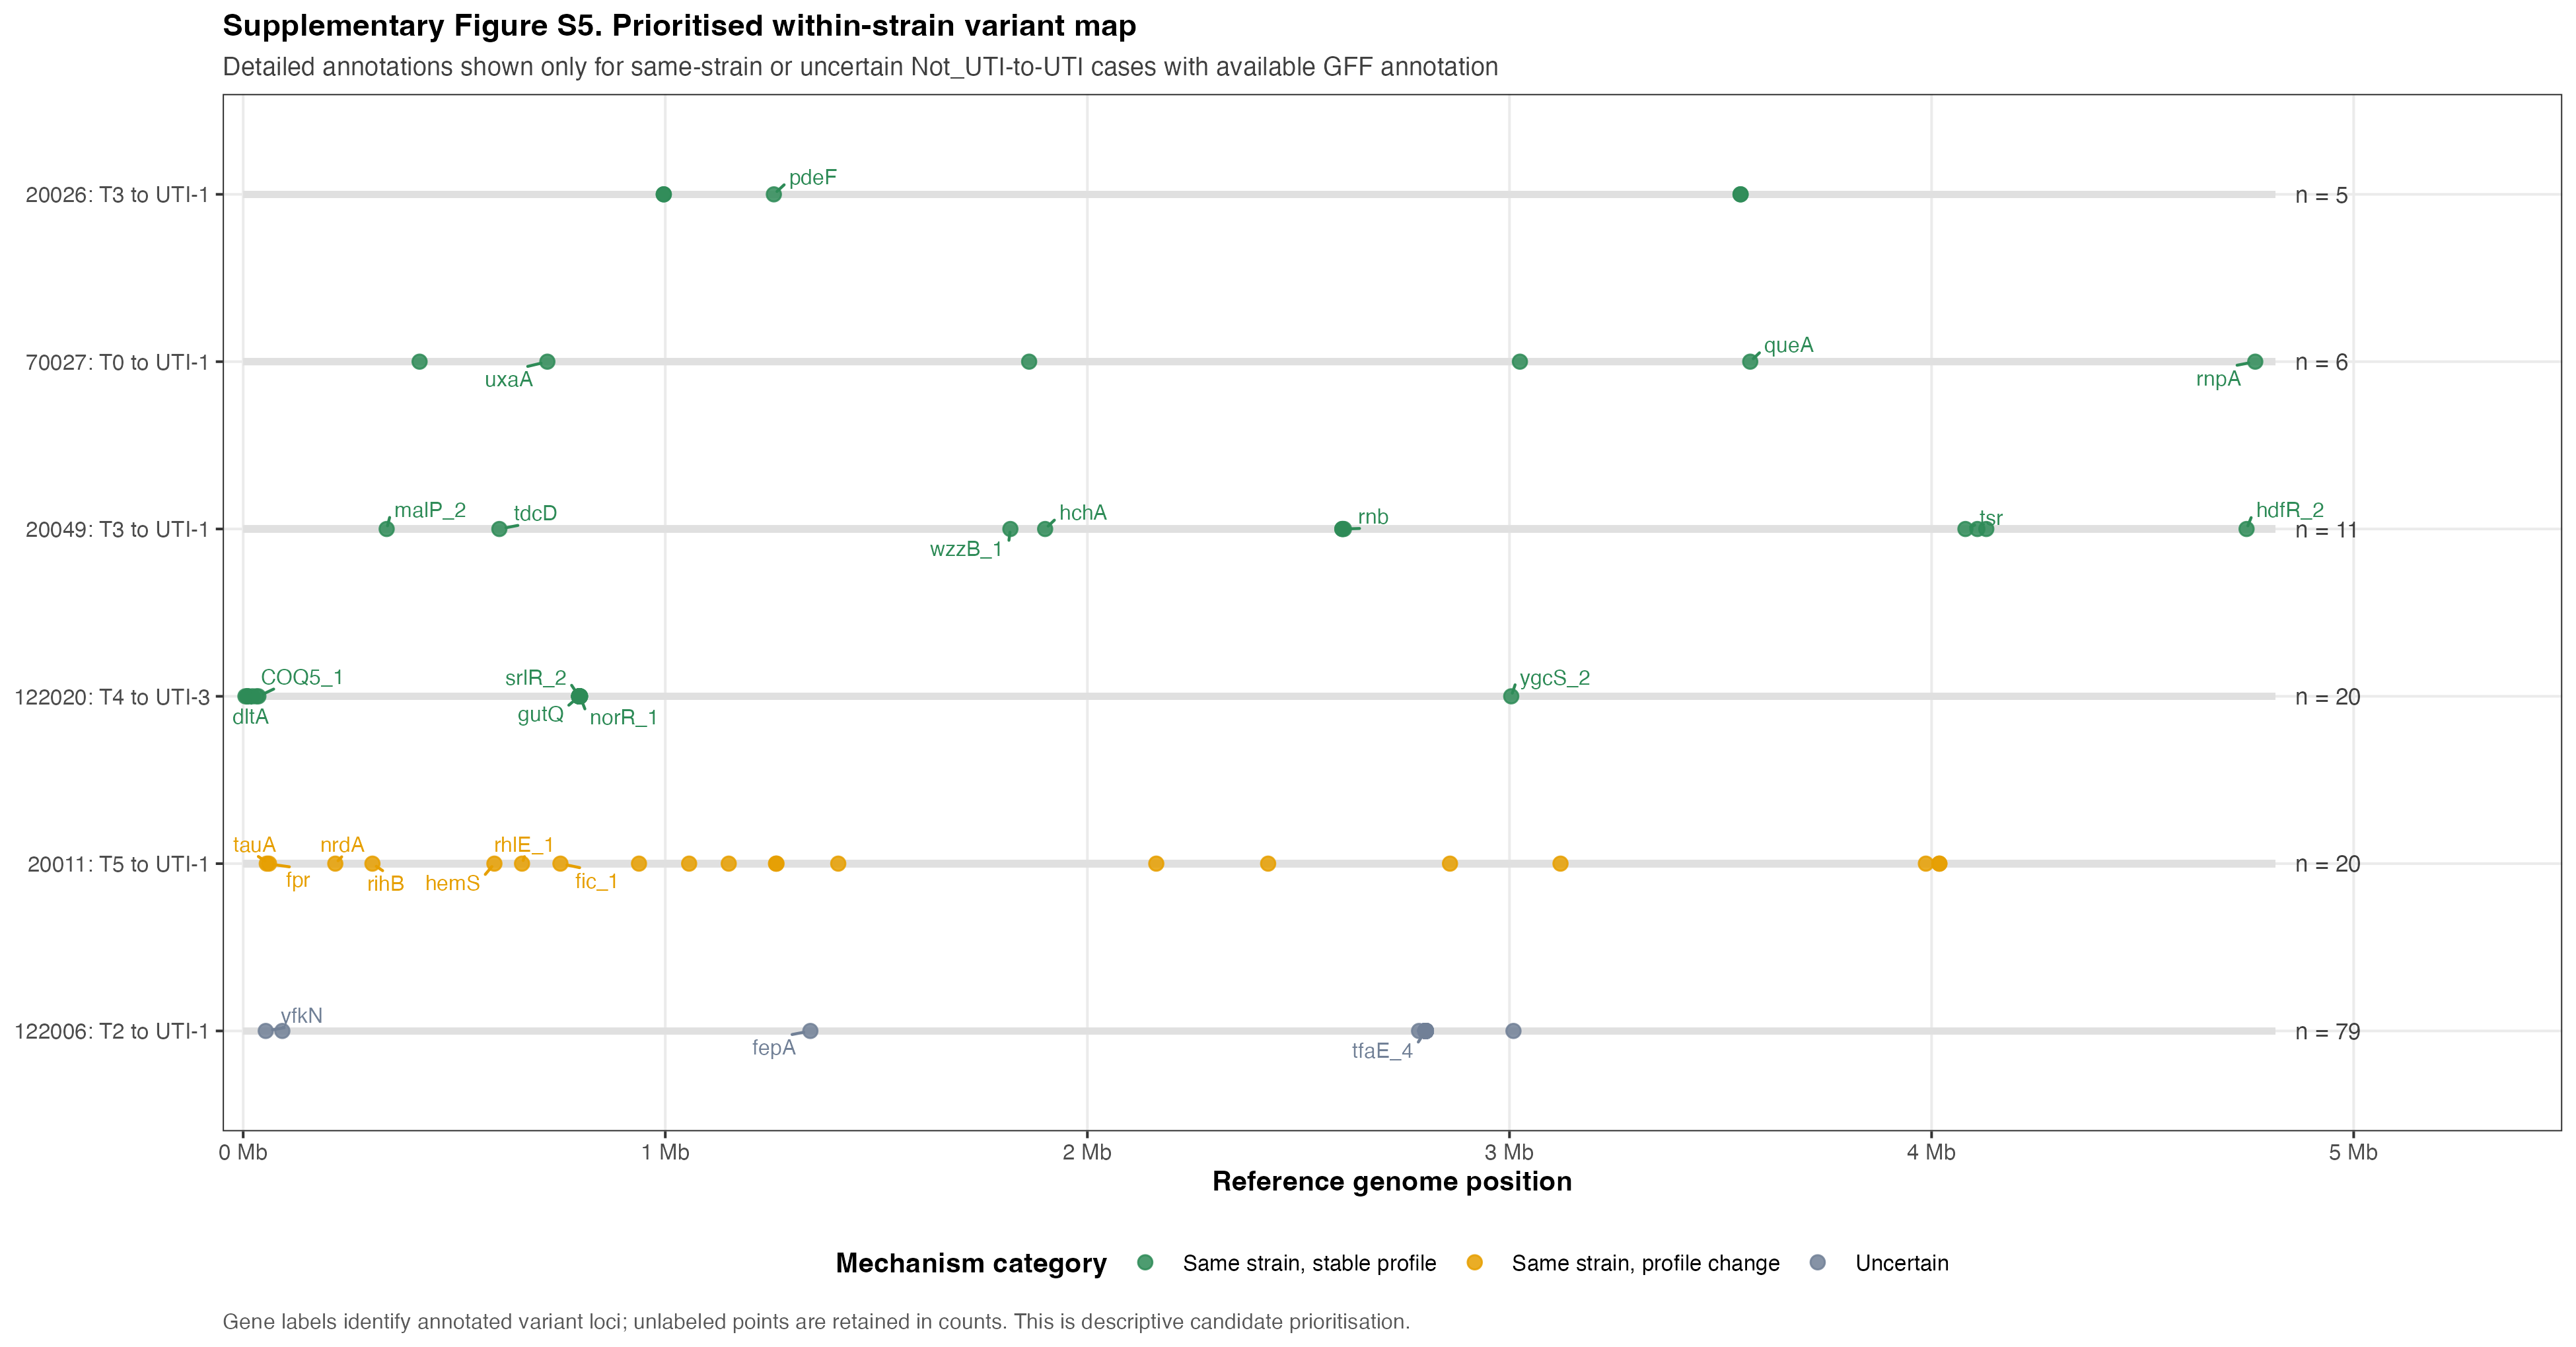 Supplementary Figure S5. Prioritised within-strain variant map
Detailed annotations shown only for same-strain or uncertain Not_UTI-to-UTI cases with available GFF annotation
20026: T3 to UTI-1
pdeF
n = 5
70027: T0 to UTI-1
uxaA
queA
rnpA
n = 6
20049: T3 to UTI-1
malP_2
tdcD
wzzB_1
hchA
rnb
tsr
hdfR_2
n = 11
122020: T4 to UTI-3
COQ5_1
dltA
srlR_2
gutQ
norR_1
ygcS_2
n = 20
20011: T5 to UTI-1
tauA
fpr
nrdA
rihB
hemS
rhlE_1
fic_1
n = 20
122006: T2 to UTI-1
yfkN
fepA
tfaE_4
n = 79
0 Mb
1 Mb
2 Mb
3 Mb
4 Mb
5 Mb
Reference genome position
Mechanism category
Same strain, stable profile
Same strain, profile change
Uncertain
Gene labels identify annotated variant loci; unlabeled points are retained in counts. This is descriptive candidate prioritisation.